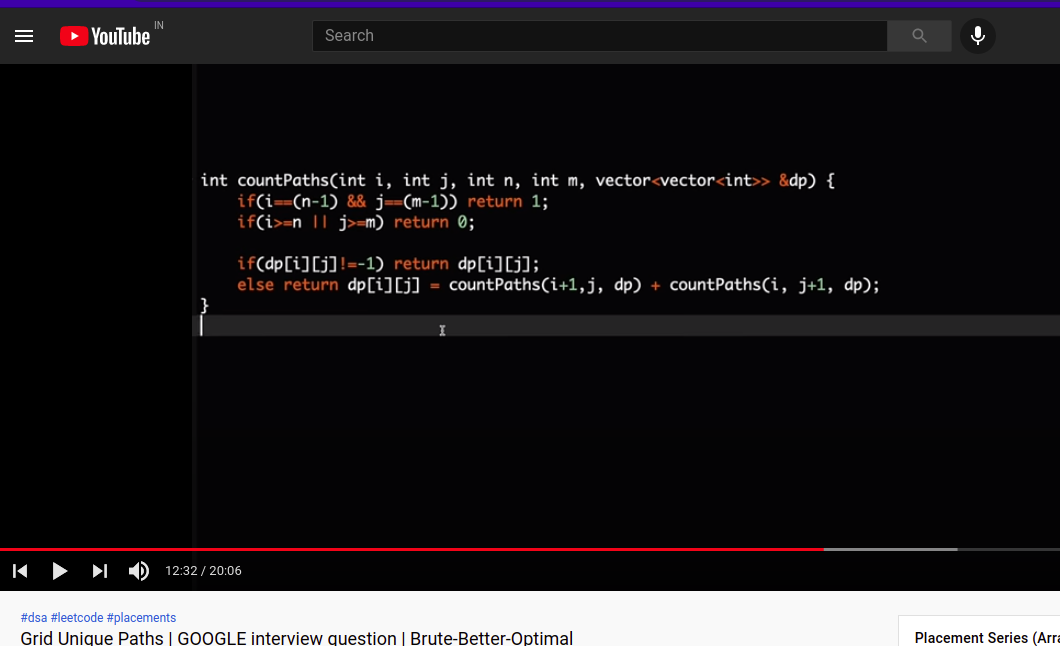 YouTube IN
Search
int countPaths(int i, int j, int n, int m, vector<vector<int>> &dp) {
if(i==(n-1) && j==(m-1)) return 1;
if(i>=n || j>=m) return 0;
if(dp[i][j]!=-1) return dp[i][j];
else return dp[i][j] = countPaths(i+1,j, dp) + countPaths(i, j+1, dp);
}
12:32 / 20:06
#dsa #leetcode #placements
Grid Unique Paths | GOOGLE interview question | Brute-Better-Optimal
Placement Series (Arra